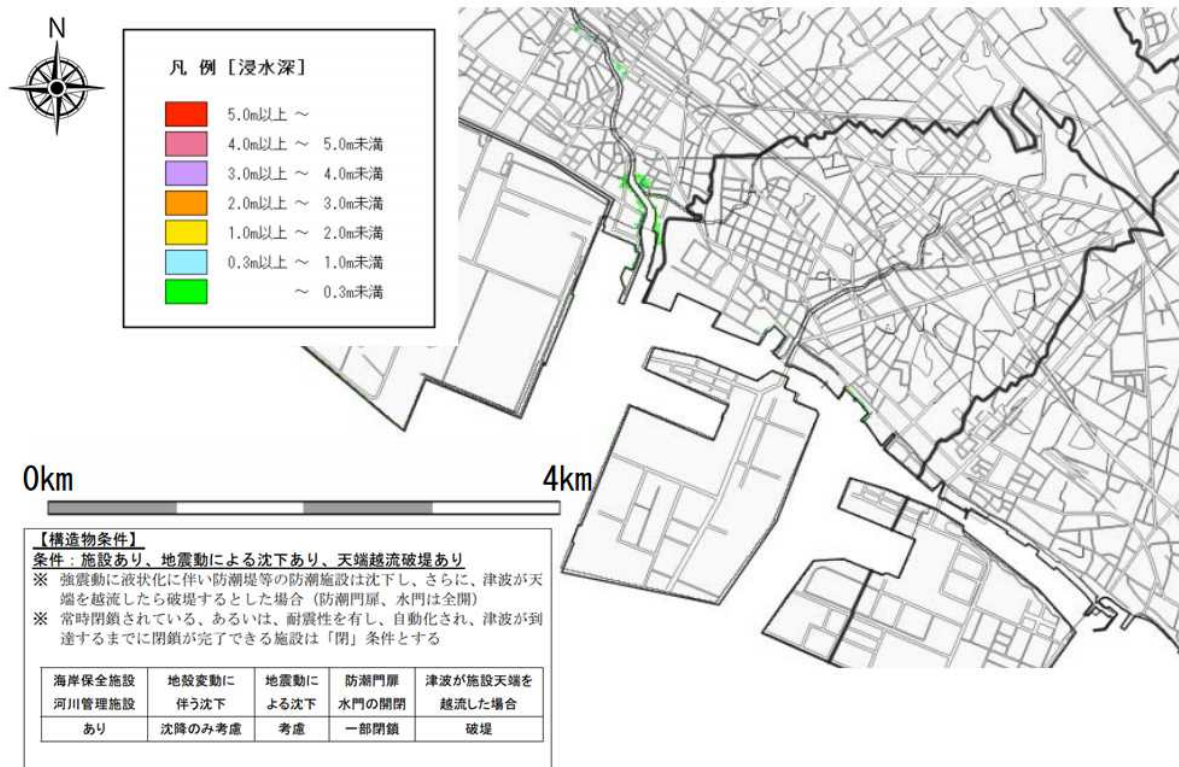 N
凡 例 [浸水深]
5.0m以上 ～
4.0m以上 ～ 5.0m未満
3.0m以上 ～ 4.0m未満
2.0m以上 ～ 3.0m未満
1.0m以上 ～ 2.0m未満
0.3m以上 ～ 1.0m未満
～ 0.3m未満
0km 4km
【構造物条件】
条件：施設あり、地震動による沈下あり、天端越流破堤あり
※ 強震動に液状化に伴い防潮堤等の防潮施設は沈下し、さらに、津波が天
端を越流したら破堤するとした場合（防潮門扉、水門は全開）
※ 常時閉鎖されている、あるいは、耐震性を有し、自動化され、津波が到
達するまでに閉鎖が完了できる施設は「閉」条件とする
海岸保全施設 地殻変動に 地震動に 防潮門扉 津波が施設天端を
河川管理施設 伴う沈下 よる沈下 水門の開閉 越流した場合
あり 沈降のみ考慮 考慮 一部閉鎖 破堤